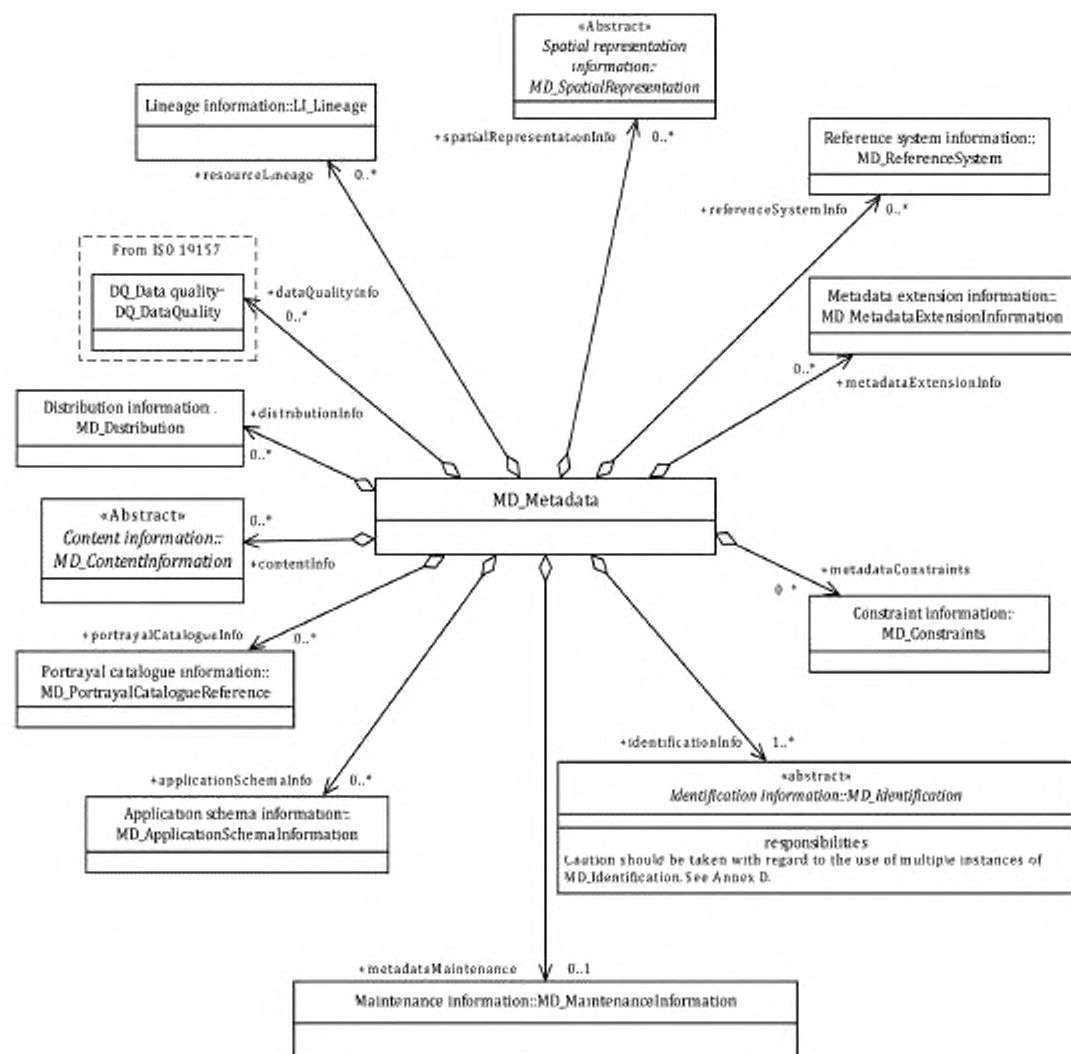 «Abstract»
Spatial representation
information::
MD_SpatialRepresentation
Lineage information::LI_Lineage
+spatialRepresentationInfo 0..*
Reference system information::
MD_ReferenceSystem
+resourceLineage 0..*
+referenceSystemInfo 0..*
From ISO 19157
DQ_Data quality::
DQ_DataQuality
+dataQualityInfo
0..*
Metadata extension information::
MD_MetadataExtensionInformation
0..*
+metadataExtensionInfo
Distribution information::
MD_Distribution
+distributionInfo
0..*
MD_Metadata
«Abstract»
Content information::
MD_ContentInformation
0..*
+contentInfo
+metadataConstraints
0..*
Constraint information::
MD_Constraints
+portrayalCatalogueInfo 0..*
Portrayal catalogue information::
MD_PortrayalCatalogueReference
+identificationInfo 1..*
«abstract»
Identification information::MD_Identification
responsibilities
Caution should be taken with regard to the use of multiple instances of
MD_Identification. See Annex D.
+applicationSchemaInfo 0..*
Application schema information::
MD_ApplicationSchemaInformation
+metadataMaintenance 0..1
Maintenance information::MD_MaintenanceInformation